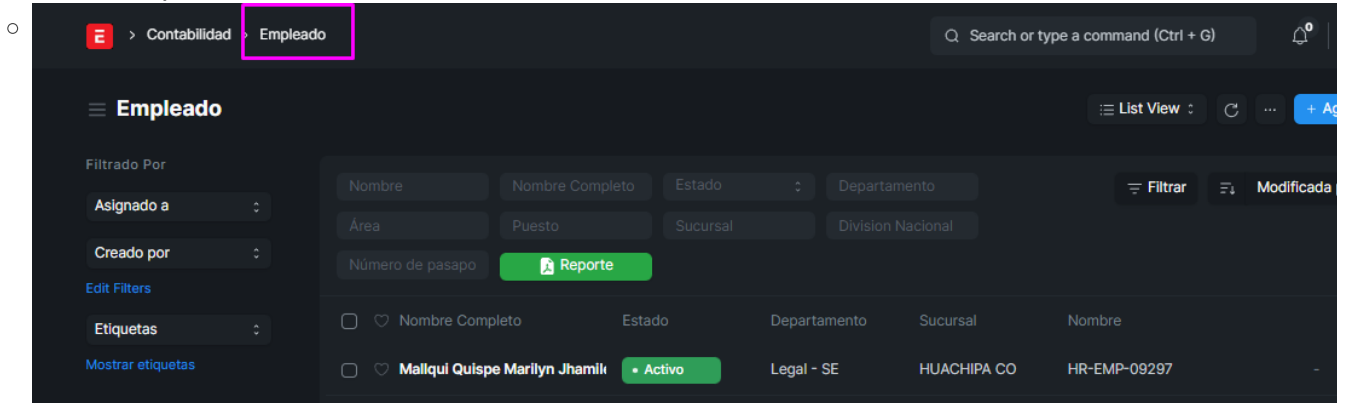 E > Contabilidad > Empleado Search or type a command (Ctrl + G) 0
Empleado List View ... +
Filtrado Por
Nombre Nombre Completo Estado Departamento Filtrar Modificada
Asignado a
Área Puesto Sucursal Division Nacional
Creado por
Número de pasapo Reporte
Edit Filters
Nombre Completo Estado Departamento Sucursal Nombre
Etiquetas
Mostrar etiquetas
Mallqui Quispe Marilyn Activo Legal - SE HUACHIPA CO HR-EMP-09297 -